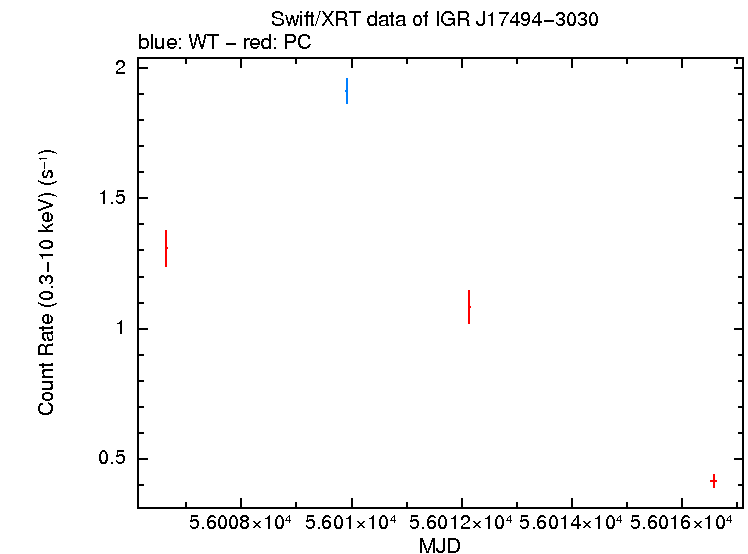 Swift/XRT data of IGR J17494−3030
blue: WT − red: PC
2
1.5
1
0.5
Count Rate (0.3−10 keV) (s⁻¹)
5.6008×10⁴ 5.601×10⁴ 5.6012×10⁴ 5.6014×10⁴ 5.6016×10⁴
MJD